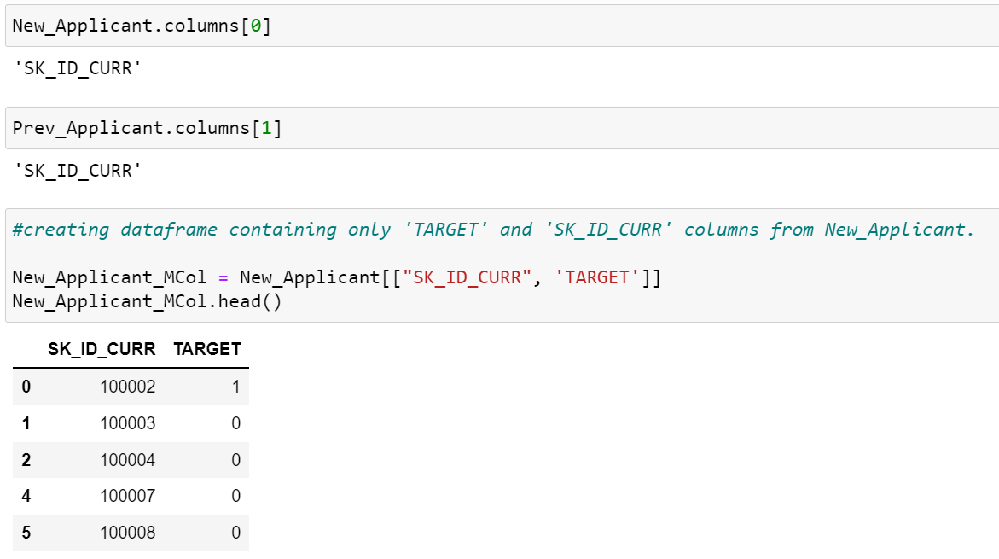 New_Applicant.columns[0]
'SK_ID_CURR'
Prev_Applicant.columns[1]
'SK_ID_CURR'
#creating dataframe containing only 'TARGET' and 'SK_ID_CURR' columns from New_Applicant.
New_Applicant_MCol = New_Applicant[["SK_ID_CURR", 'TARGET']]
New_Applicant_MCol.head()
SK_ID_CURR TARGET
0 100002 1
1 100003 0
2 100004 0
4 100007 0
5 100008 0